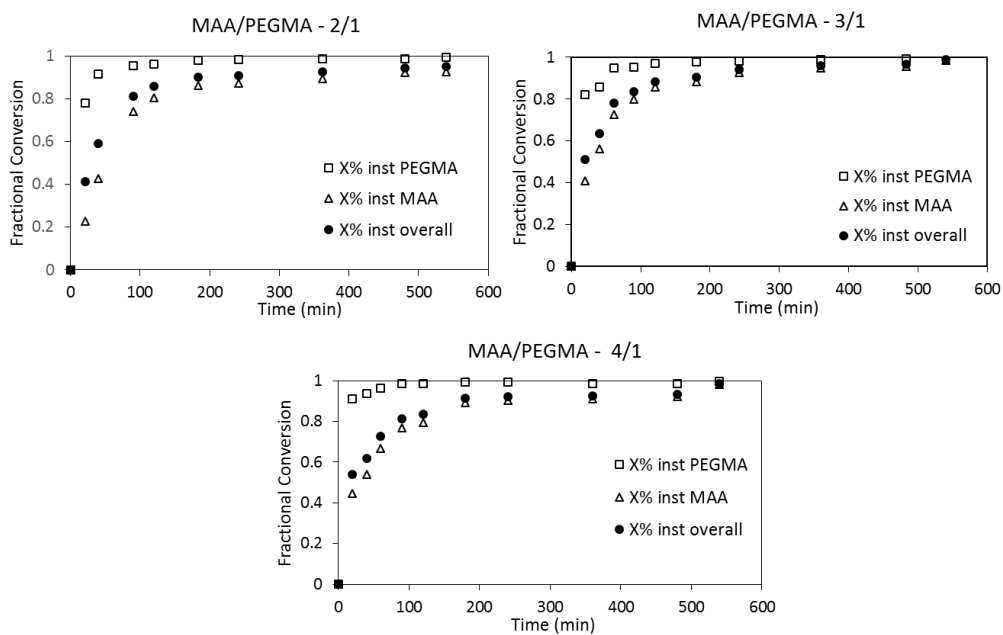 MAA/PEGMA - 2/1
1
0.8
0.6
0.4
0.2
0
Fractional Conversion
□ X% inst PEGMA
△ X% inst MAA
● X% inst overall
0 100 200 300 400 500 600
Time (min)
MAA/PEGMA - 3/1
1
0.8
0.6
0.4
0.2
0
Fractional Conversion
□ X% inst PEGMA
△ X% inst MAA
● X% inst overall
0 100 200 300 400 500 600
Time (min)
MAA/PEGMA - 4/1
1
0.8
0.6
0.4
0.2
0
Fractional Conversion
□ X% inst PEGMA
△ X% inst MAA
● X% inst overall
0 100 200 300 400 500 600
Time (min)